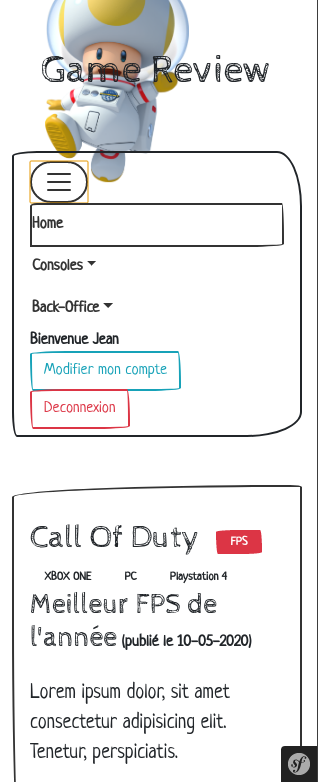 Game Review
Home
Consoles
Back-Office
Bienvenue Jean
Modifier mon compte
Deconnexion
Call Of Duty FPS
XBOX ONE PC Playstation 4
Meilleur FPS de
l'année (publié le 10-05-2020)
Lorem ipsum dolor, sit amet
consectetur adipisicing elit.
Tenetur, perspiciatis.
sf